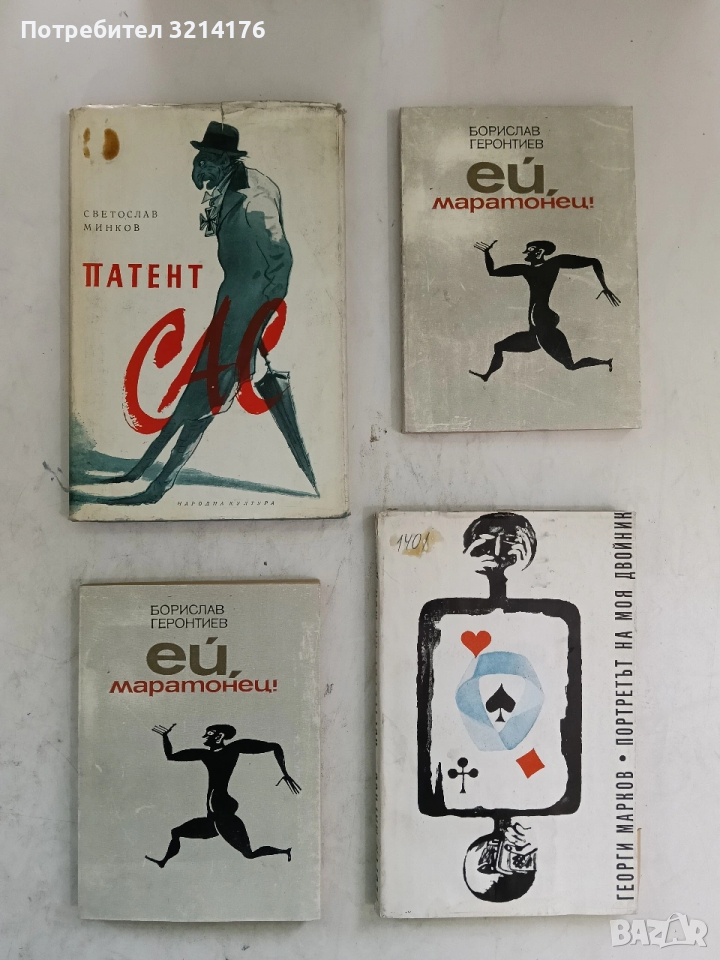 Потребител 3214176
СВЕТОСЛАВ
МИНКОВ
ПАТЕНТ
САС
НАРОДНА КУЛТУРА
БОРИСЛАВ
ГЕРОНТИЕВ
ей,
маратонец!
БОРИСЛАВ
ГЕРОНТИЕВ
ей,
маратонец!
1401
ГЕОРГИ МАРКОВ • ПОРТРЕТЪТ НА МОЯ ДВОЙНИК
BAZAR